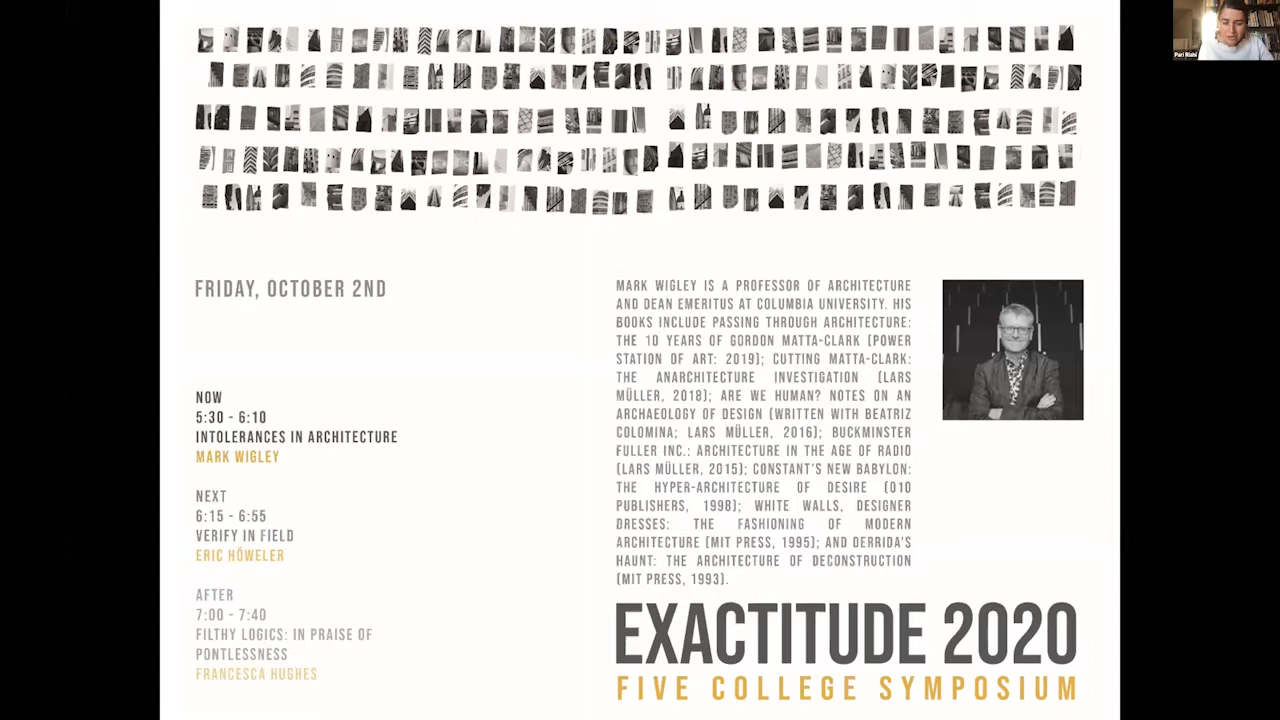 Pari Riahi
FRIDAY, OCTOBER 2ND
NOW
5:30 - 6:10
INTOLERANCES IN ARCHITECTURE
MARK WIGLEY
NEXT
6:15 - 6:55
VERIFY IN FIELD
ERIC HÖWELER
AFTER
7:00 - 7:40
FILTHY LOGICS: IN PRAISE OF
PONTLESSNESS
FRANCESCA HUGHES
MARK WIGLEY IS A PROFESSOR OF ARCHITECTURE
AND DEAN EMERITUS AT COLUMBIA UNIVERSITY. HIS
BOOKS INCLUDE PASSING THROUGH ARCHITECTURE:
THE 10 YEARS OF GORDON MATTA-CLARK (POWER
STATION OF ART: 2019); CUTTING MATTA-CLARK:
THE ANARCHITECTURE INVESTIGATION (LARS
MÜLLER, 2018); ARE WE HUMAN? NOTES ON AN
ARCHAEOLOGY OF DESIGN (WRITTEN WITH BEATRIZ
COLOMINA; LARS MÜLLER, 2016); BUCKMINSTER
FULLER INC.: ARCHITECTURE IN THE AGE OF RADIO
(LARS MÜLLER, 2015); CONSTANT'S NEW BABYLON:
THE HYPER-ARCHITECTURE OF DESIRE (010
PUBLISHERS, 1998); WHITE WALLS, DESIGNER
DRESSES: THE FASHIONING OF MODERN
ARCHITECTURE (MIT PRESS, 1995); AND DERRIDA'S
HAUNT: THE ARCHITECTURE OF DECONSTRUCTION
(MIT PRESS, 1993).
EXACTITUDE 2020
FIVE COLLEGE SYMPOSIUM